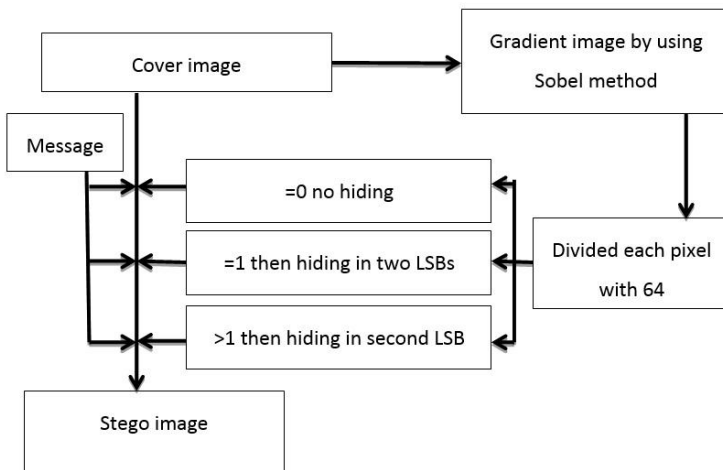 Cover image
Gradient image by using
Sobel method
Message
=0 no hiding
=1 then hiding in two LSBs
Divided each pixel
with 64
>1 then hiding in second LSB
Stego image